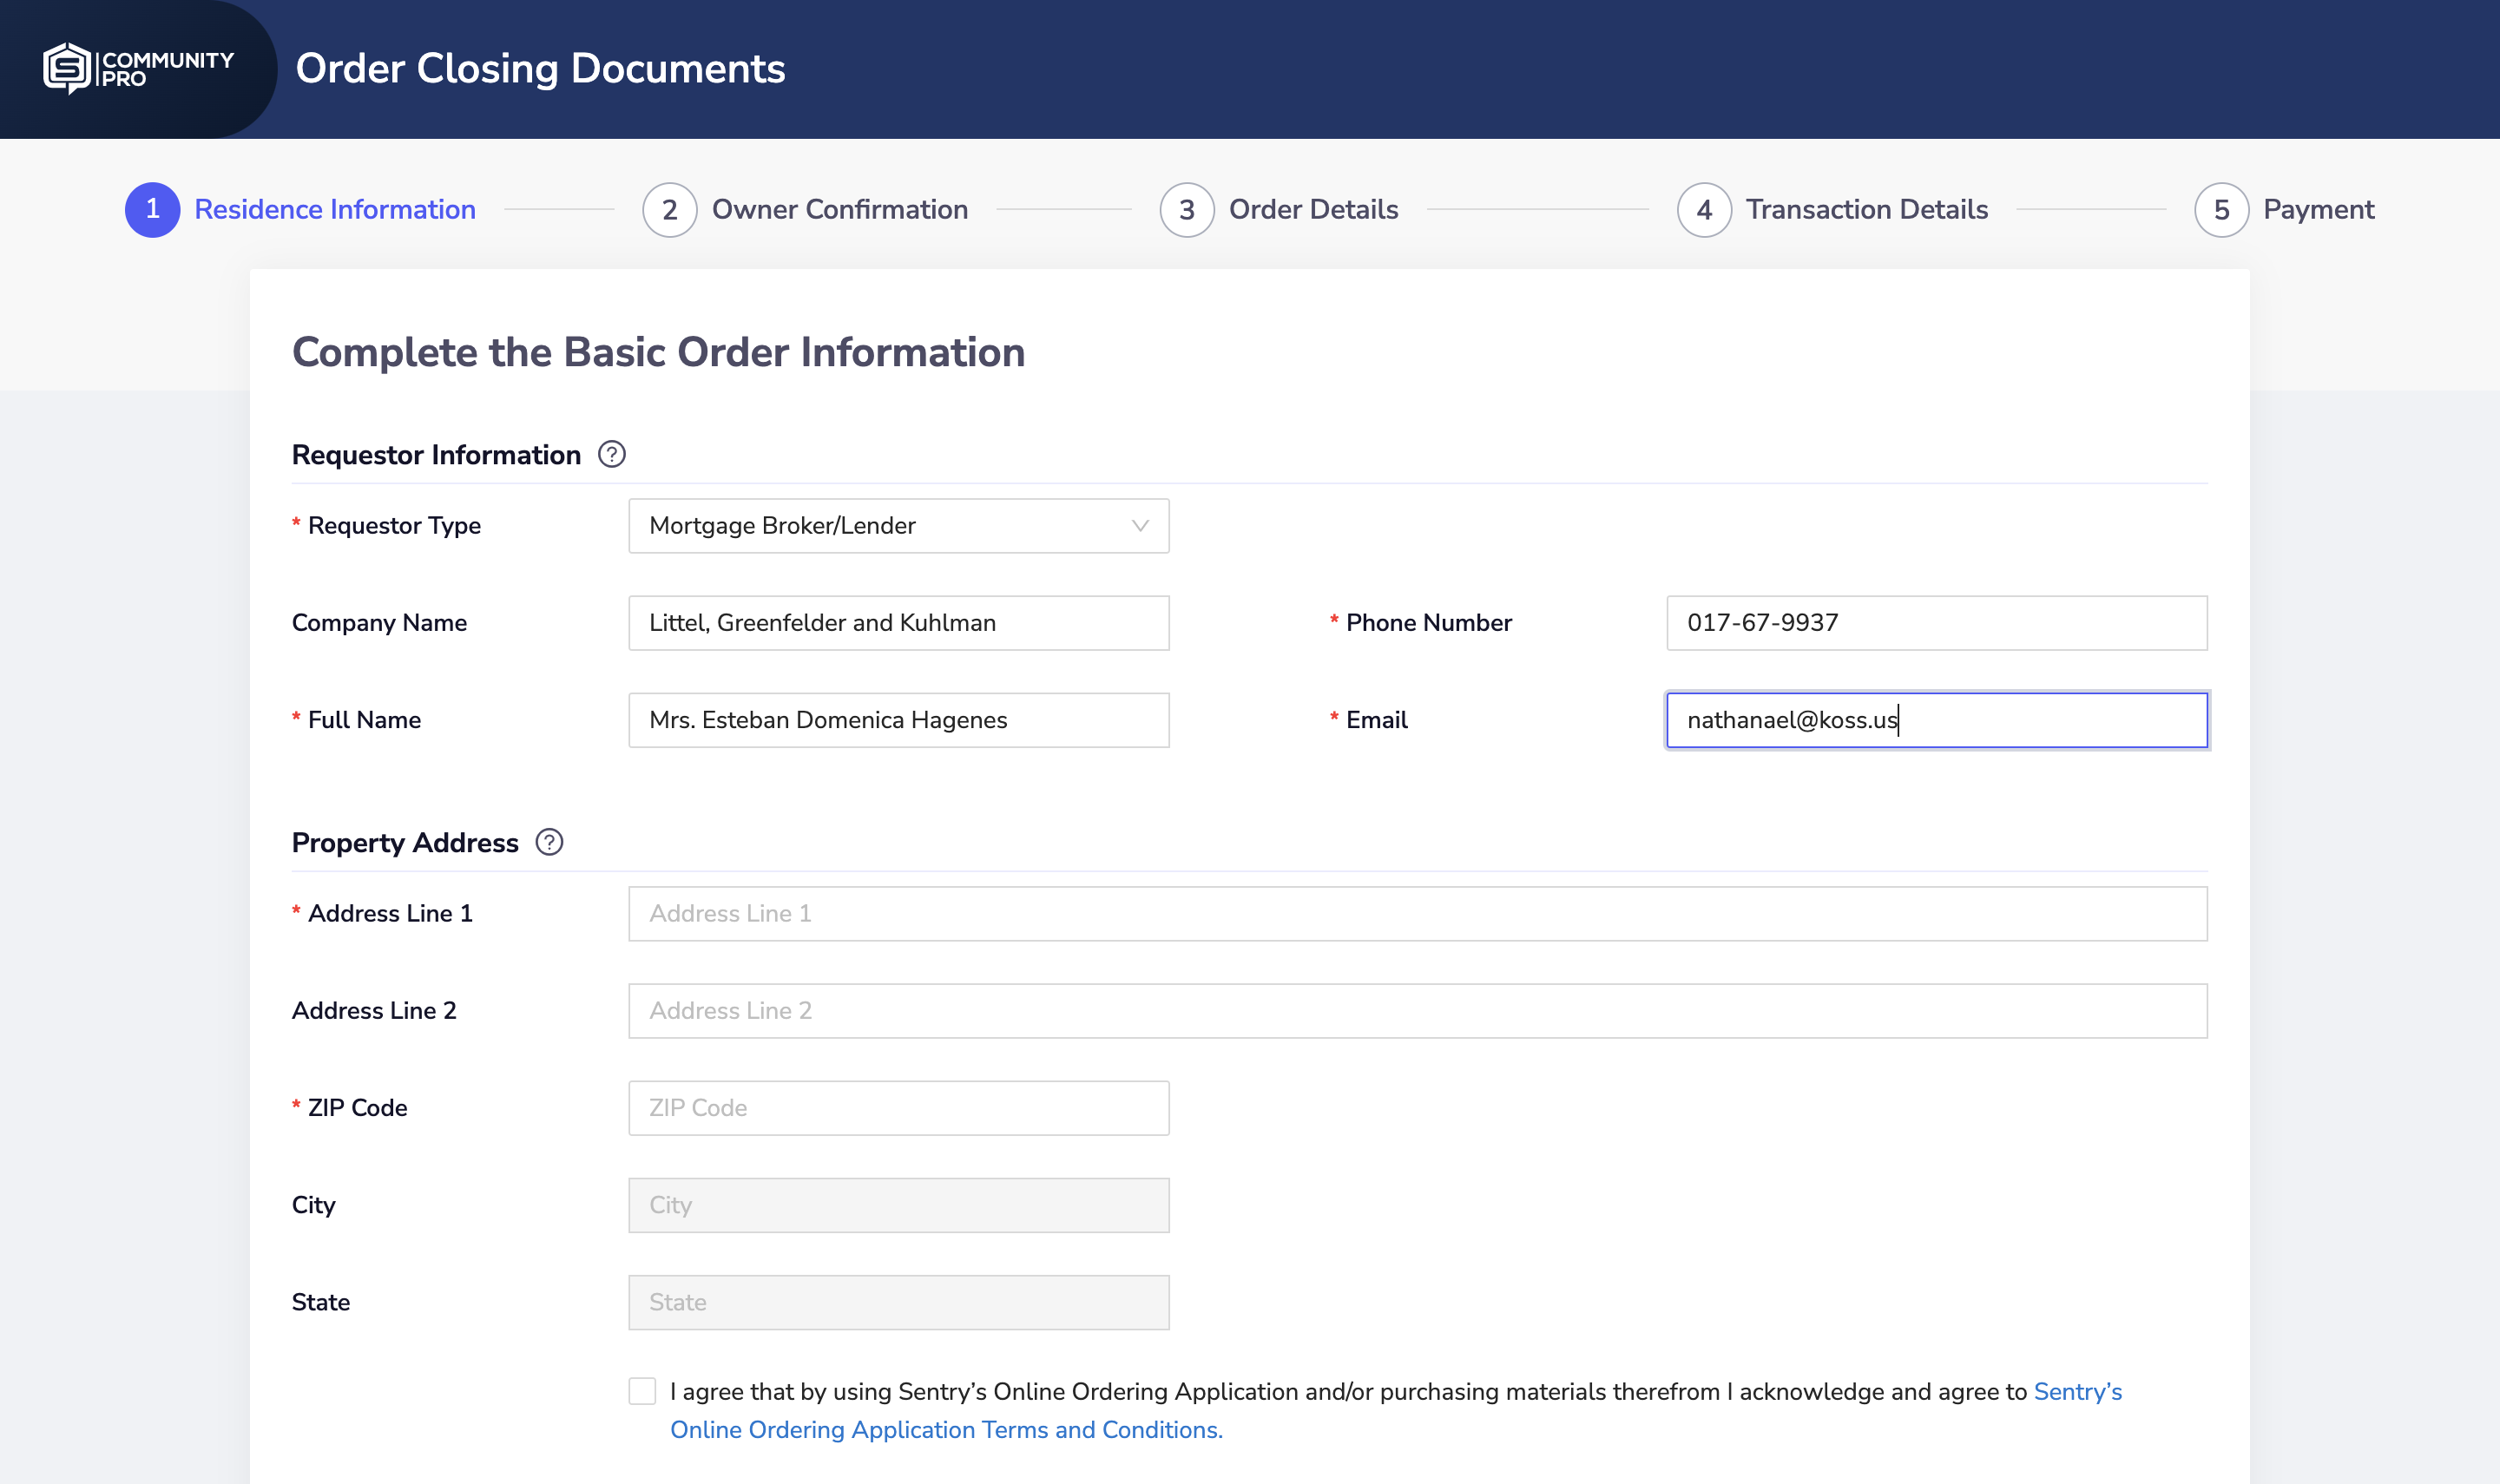 COMMUNITY
PRO
Order Closing Documents
1 Residence Information 2 Owner Confirmation 3 Order Details 4 Transaction Details 5 Payment
Complete the Basic Order Information
Requestor Information ?
* Requestor Type Mortgage Broker/Lender
Company Name Littel, Greenfelder and Kuhlman * Phone Number 017-67-9937
* Full Name Mrs. Esteban Domenica Hagenes * Email nathanael@koss.us
Property Address ?
* Address Line 1 Address Line 1
Address Line 2 Address Line 2
* ZIP Code ZIP Code
City City
State State
I agree that by using Sentry’s Online Ordering Application and/or purchasing materials therefrom I acknowledge and agree to Sentry’s
Online Ordering Application Terms and Conditions.